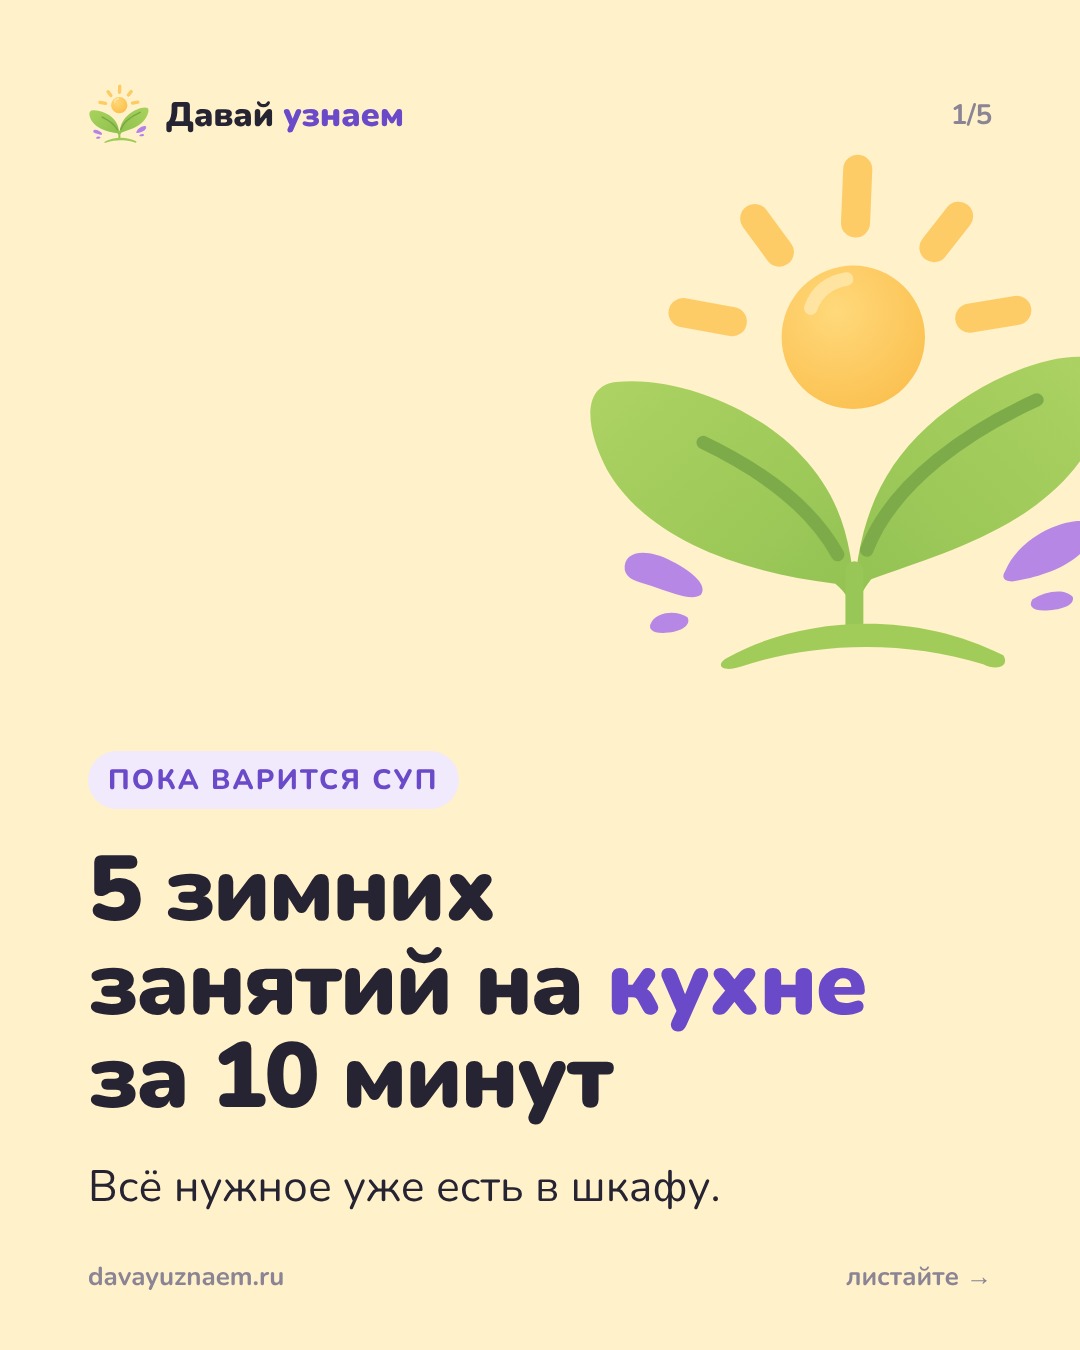 Давай узнаем
1/5
ПОКА ВАРИТСЯ СУП
5 зимних
занятий на кухне
за 10 минут
Всё нужное уже есть в шкафу.
davayuznaem.ru
листайте →